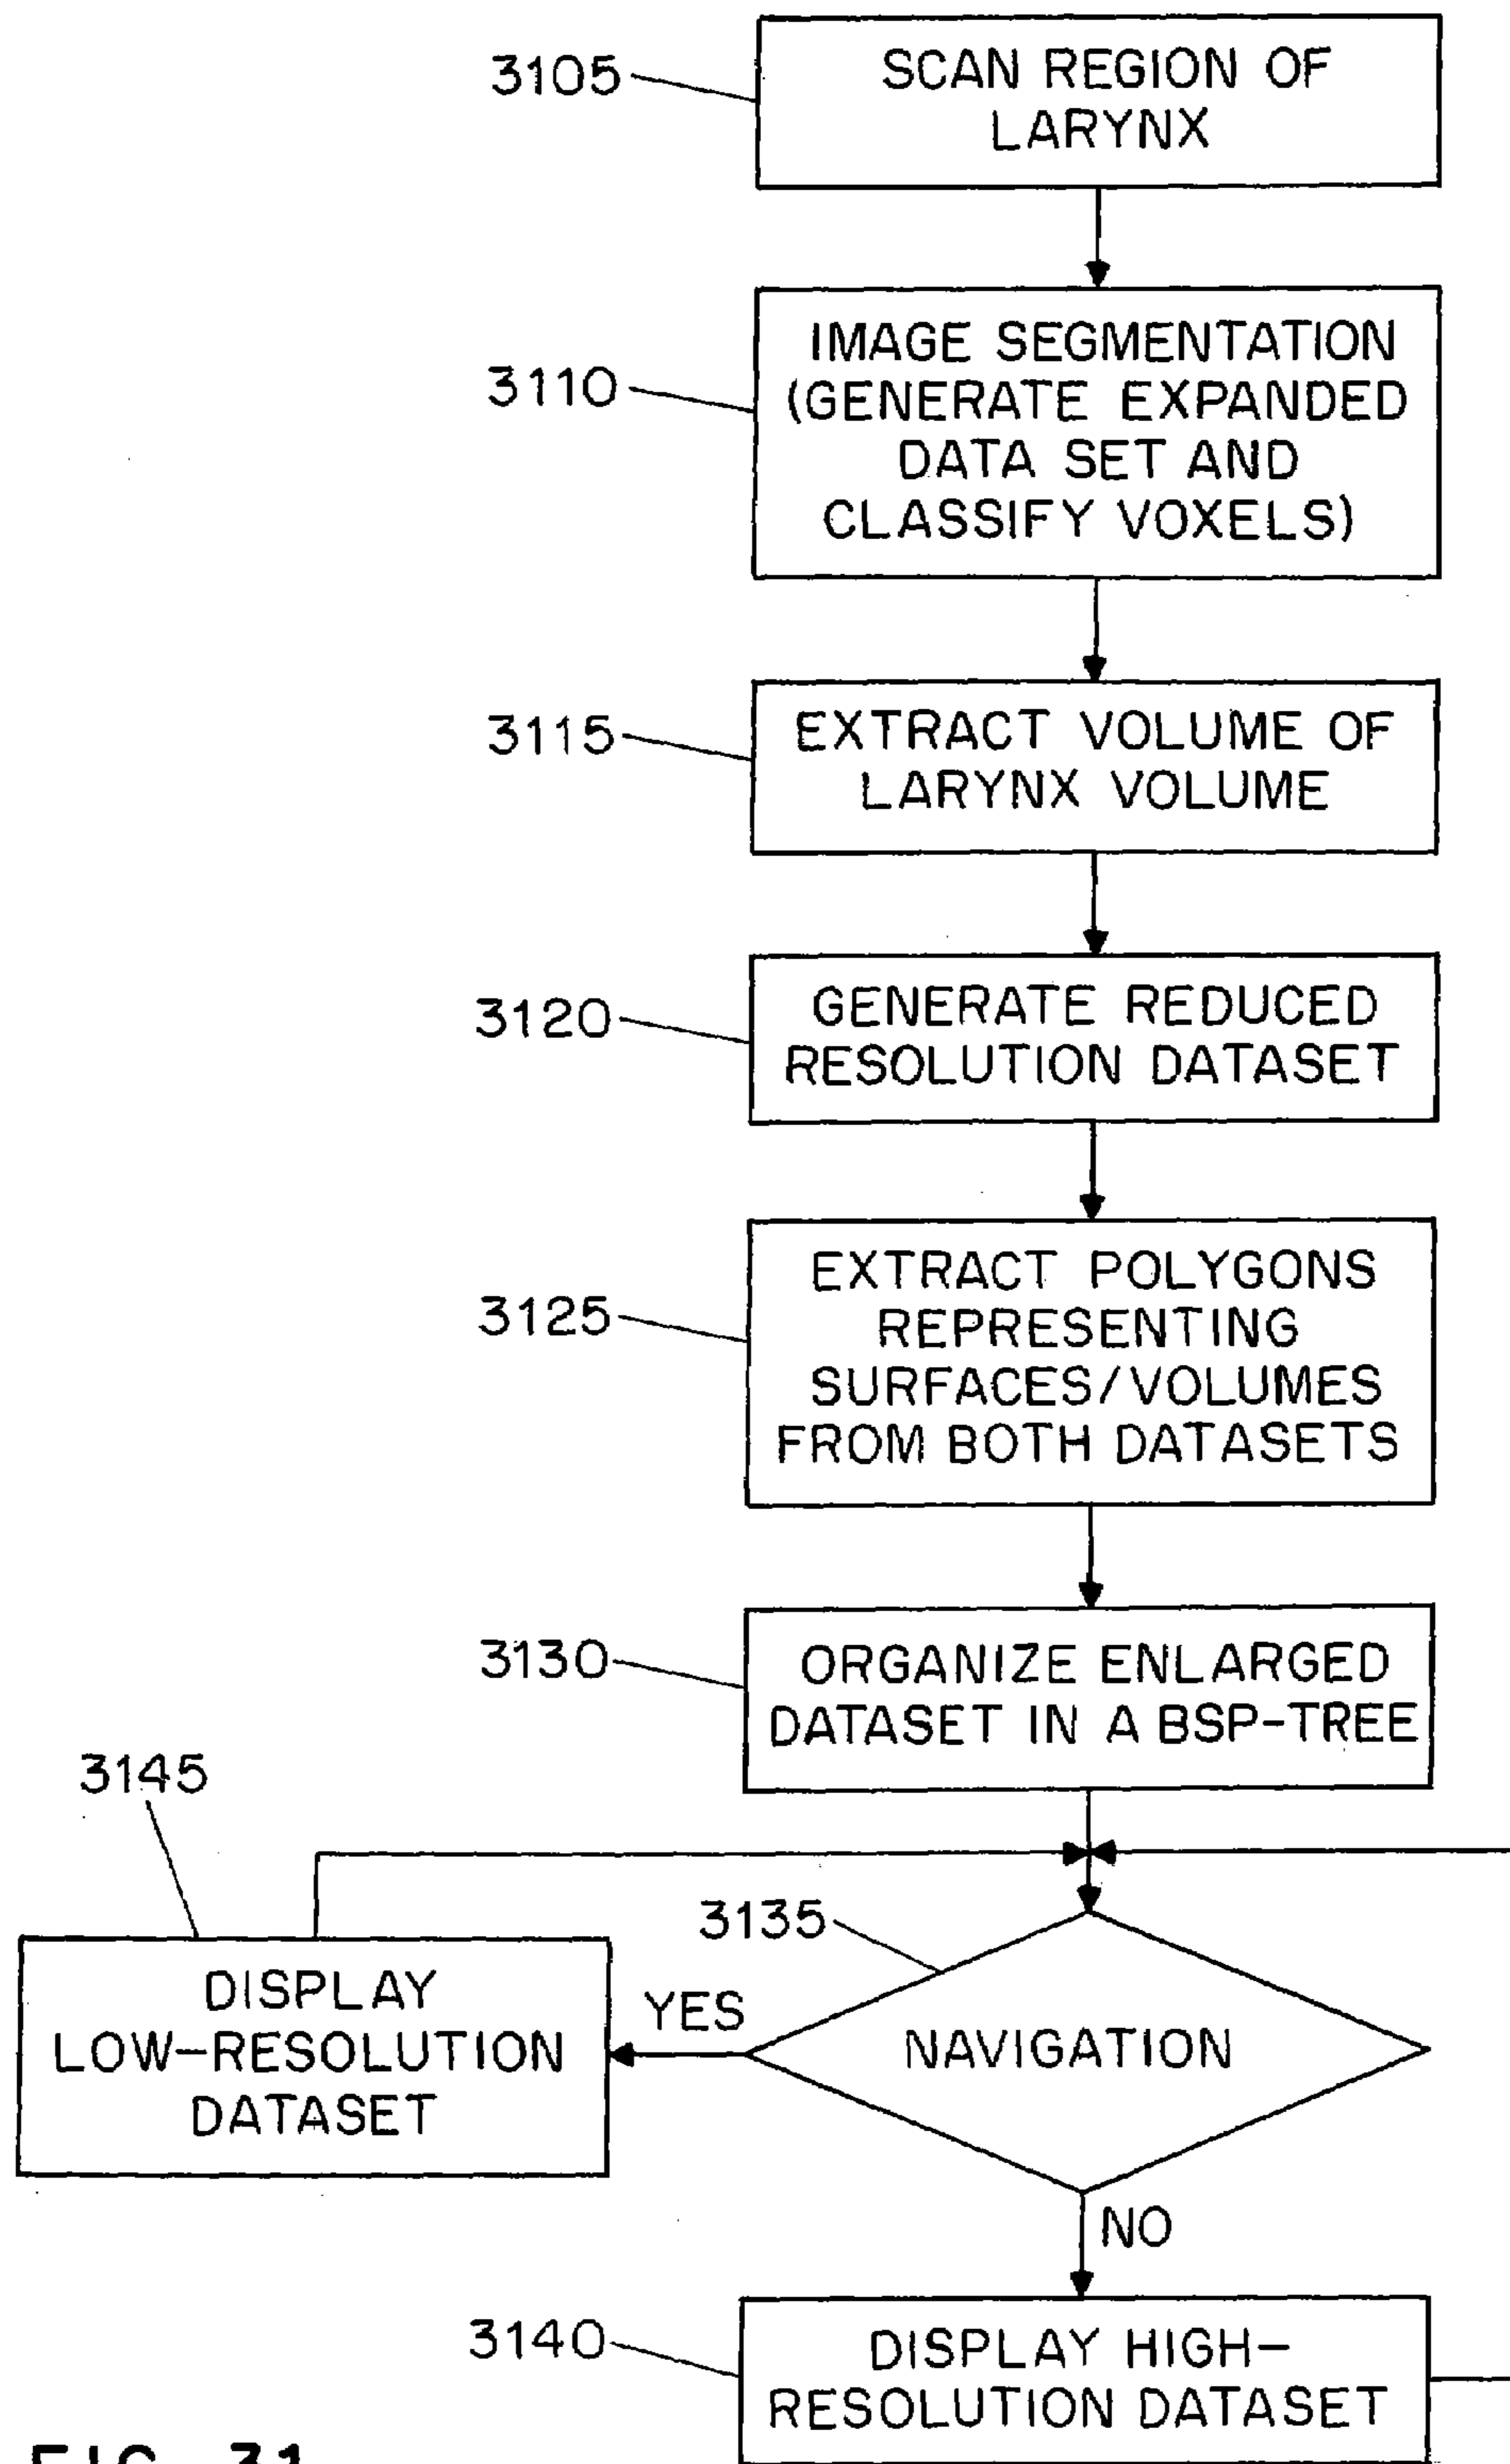 3105
SCAN REGION OF
LARYNX
3110
IMAGE SEGMENTATION
(GENERATE EXPANDED
DATA SET AND
CLASSIFY VOXELS)
3115
EXTRACT VOLUME OF
LARYNX VOLUME
3120
GENERATE REDUCED
RESOLUTION DATASET
3125
EXTRACT POLYGONS
REPRESENTING
SURFACES/VOLUMES
FROM BOTH DATASETS
3130
ORGANIZE ENLARGED
DATASET IN A BSP-TREE
3145
DISPLAY
LOW-RESOLUTION
DATASET
YES
3135
NAVIGATION
NO
3140
DISPLAY HIGH-
RESOLUTION DATASET
FIG. 31